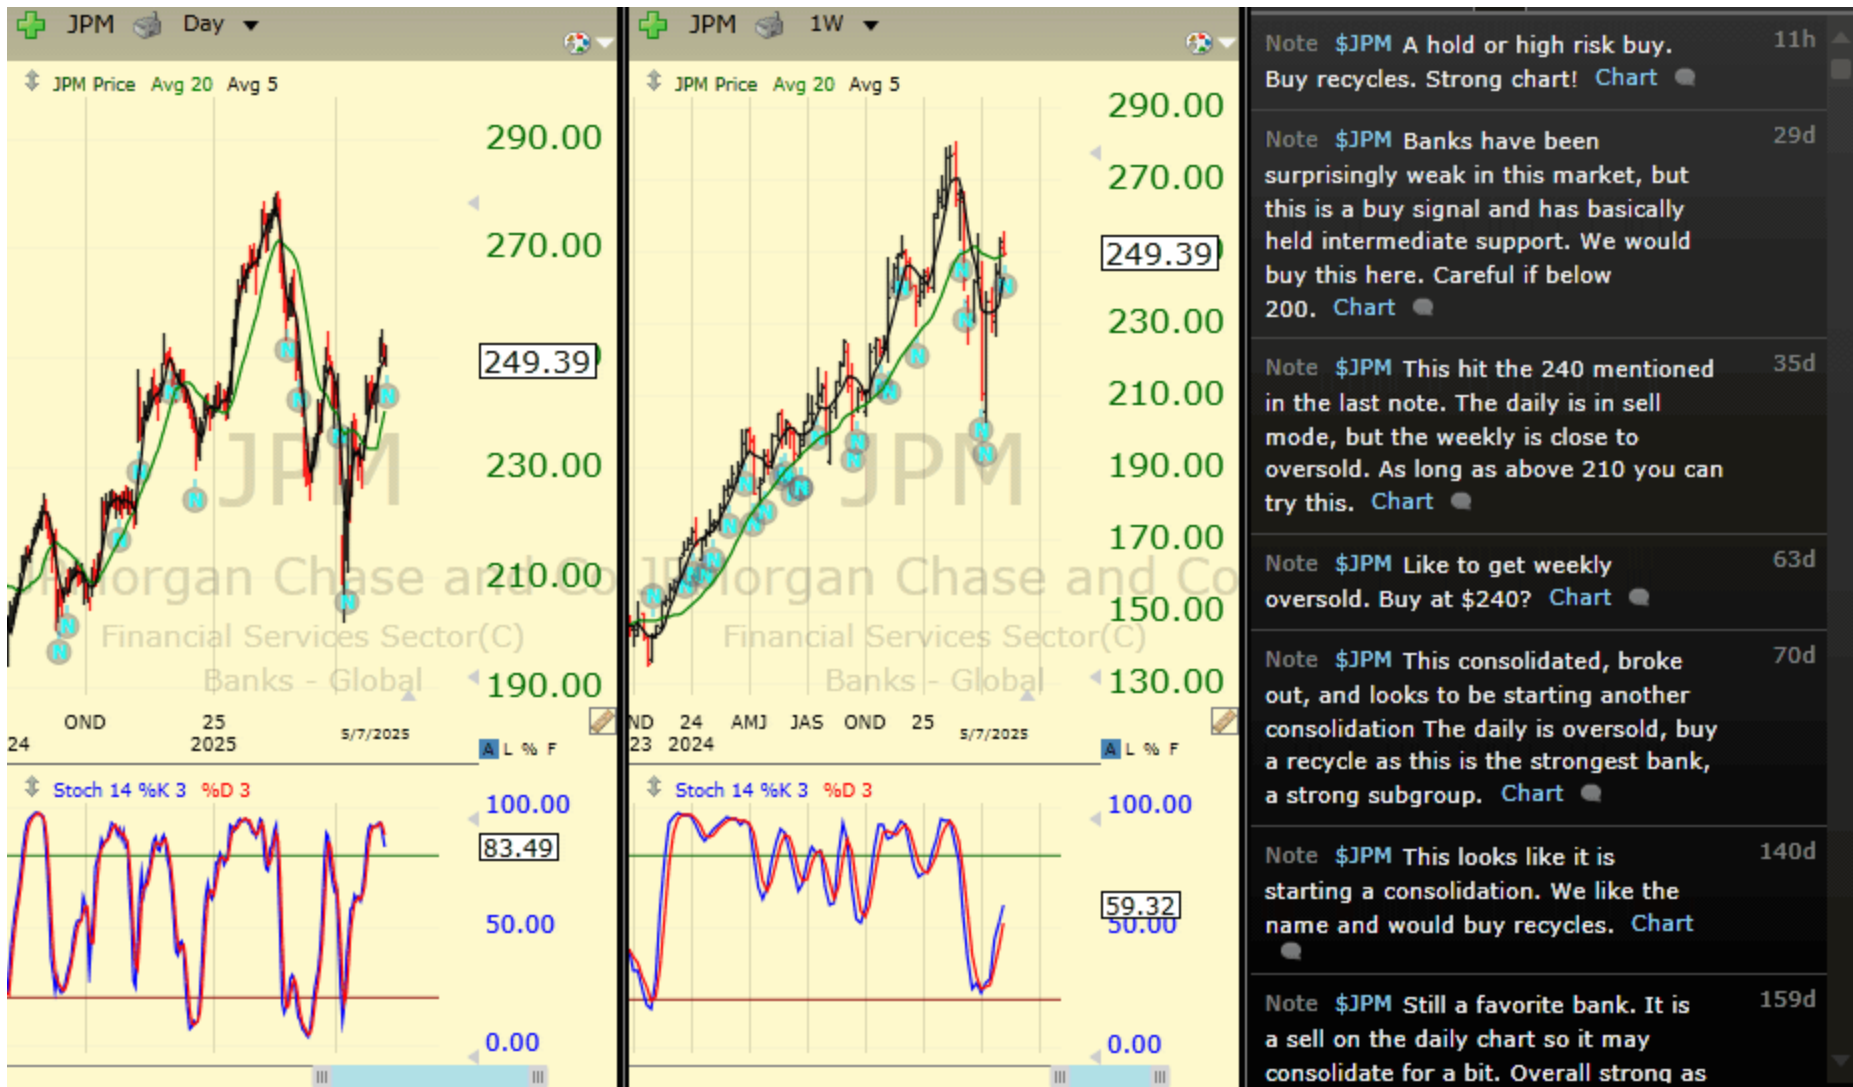 JPM Day
JPM Price Avg 20 Avg 5
290.00
270.00
249.39
230.00
210.00
190.00
JPM
JPMorgan Chase and Co
Financial Services Sector(C)
Banks - Global
OND 25 5/7/2025
24 2025
A L % F
Stoch 14 %K 3 %D 3
100.00
83.49
50.00
0.00
JPM 1W
JPM Price Avg 20 Avg 5
290.00
270.00
249.39
230.00
210.00
190.00
170.00
150.00
130.00
JPM
JPMorgan Chase and Co
Financial Services Sector(C)
Banks - Global
ND 24 AMJ JAS OND 25 5/7/2025
23 2024
A L % F
Stoch 14 %K 3 %D 3
100.00
59.32
50.00
0.00
Note $JPM A hold or high risk buy. 11h
Buy recycles. Strong chart! Chart
Note $JPM Banks have been 29d
surprisingly weak in this market, but
this is a buy signal and has basically
held intermediate support. We would
buy this here. Careful if below
200. Chart
Note $JPM This hit the 240 mentioned 35d
in the last note. The daily is in sell
mode, but the weekly is close to
oversold. As long as above 210 you can
try this. Chart
Note $JPM Like to get weekly 63d
oversold. Buy at $240? Chart
Note $JPM This consolidated, broke 70d
out, and looks to be starting another
consolidation The daily is oversold, buy
a recycle as this is the strongest bank,
a strong subgroup. Chart
Note $JPM This looks like it is 140d
starting a consolidation. We like the
name and would buy recycles. Chart
Note $JPM Still a favorite bank. It is 159d
a sell on the daily chart so it may
consolidate for a bit. Overall strong as